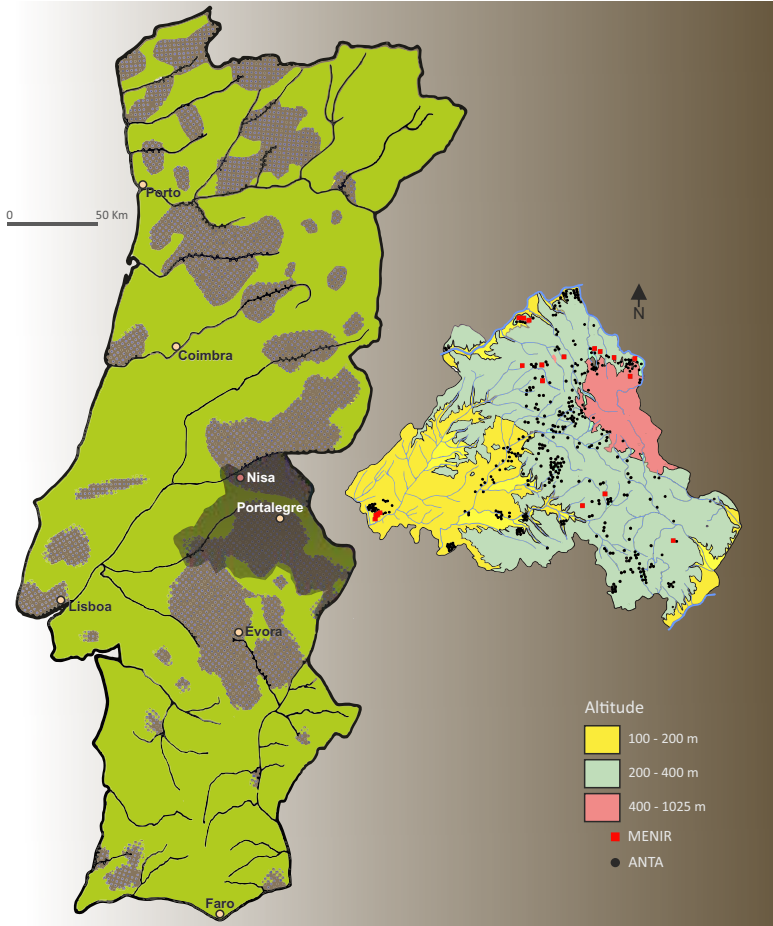 Porto
0 50 Km
N
Coimbra
Nisa
Portalegre
Lisboa
Évora
Altitude
100 - 200 m
200 - 400 m
400 - 1025 m
MENIR
ANTA
Faro